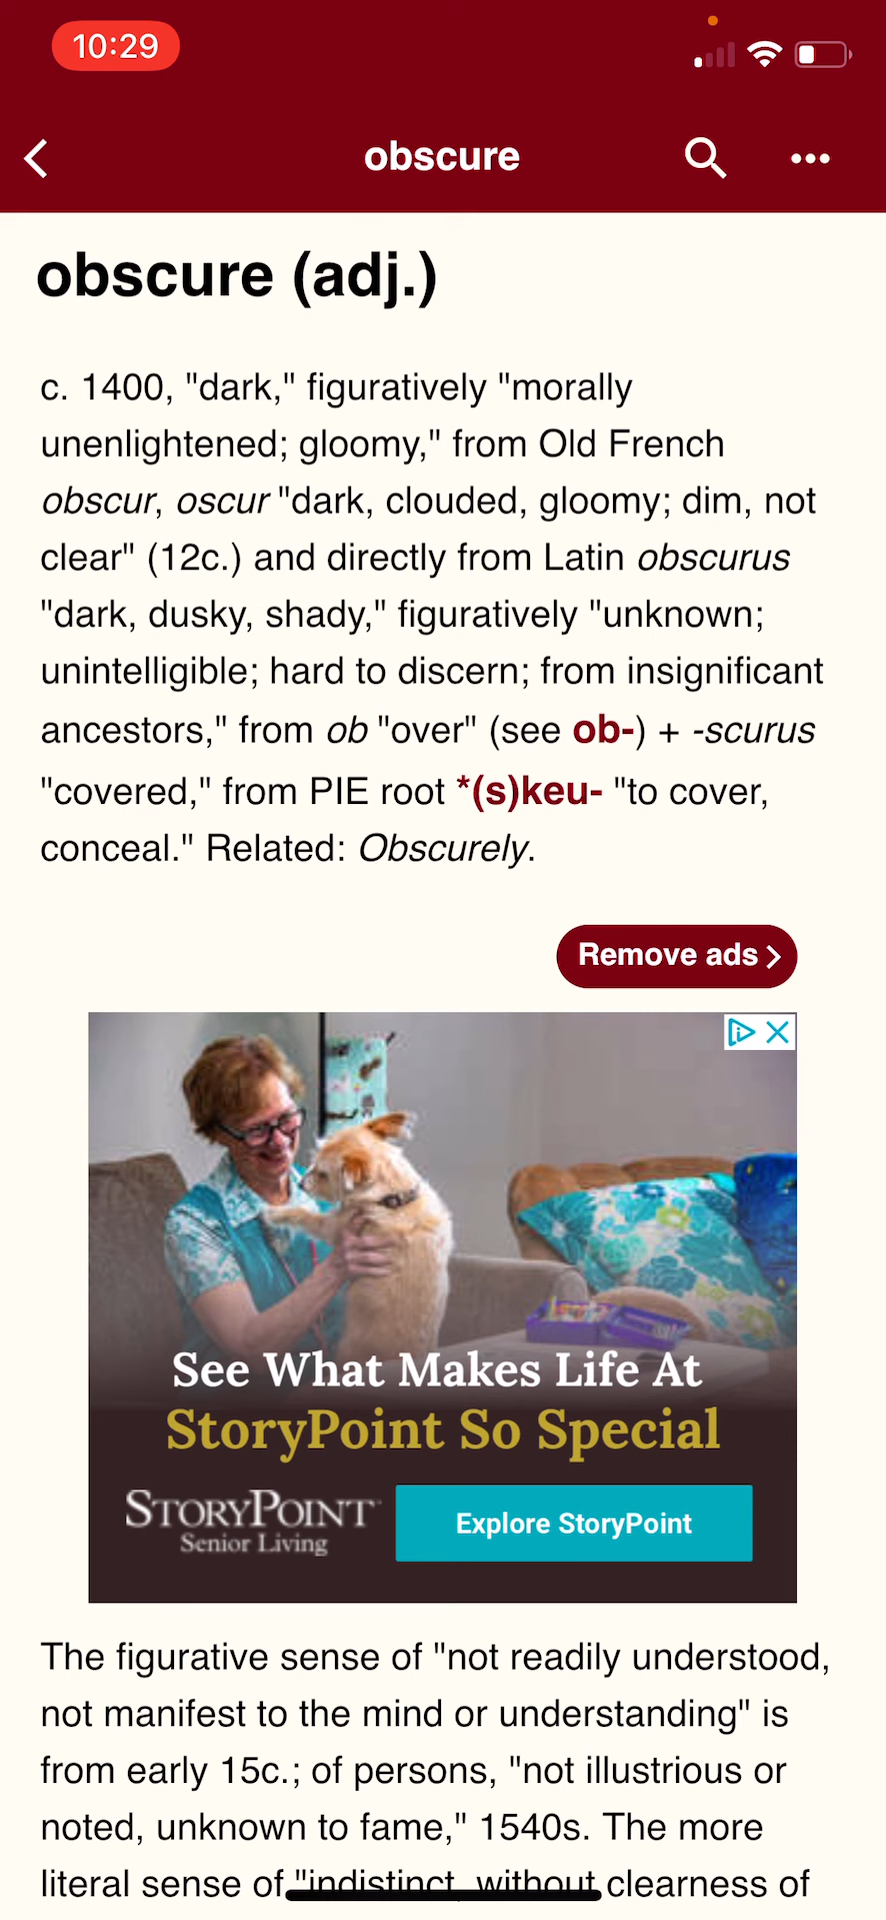 10:29
obscure
obscure (adj.)
c. 1400, "dark," figuratively "morally
unenlightened; gloomy," from Old French
obscur, oscur "dark, clouded, gloomy; dim, not
clear" (12c.) and directly from Latin obscurus
"dark, dusky, shady," figuratively "unknown;
unintelligible; hard to discern; from insignificant
ancestors," from ob "over" (see ob-) + -scurus
"covered," from PIE root *(s)keu- "to cover,
conceal." Related: Obscurely.
Remove ads
See What Makes Life At
StoryPoint So Special
STORYPOINT
Senior Living
Explore StoryPoint
The figurative sense of "not readily understood,
not manifest to the mind or understanding" is
from early 15c.; of persons, "not illustrious or
noted, unknown to fame," 1540s. The more
literal sense of "indistinct, without clearness of